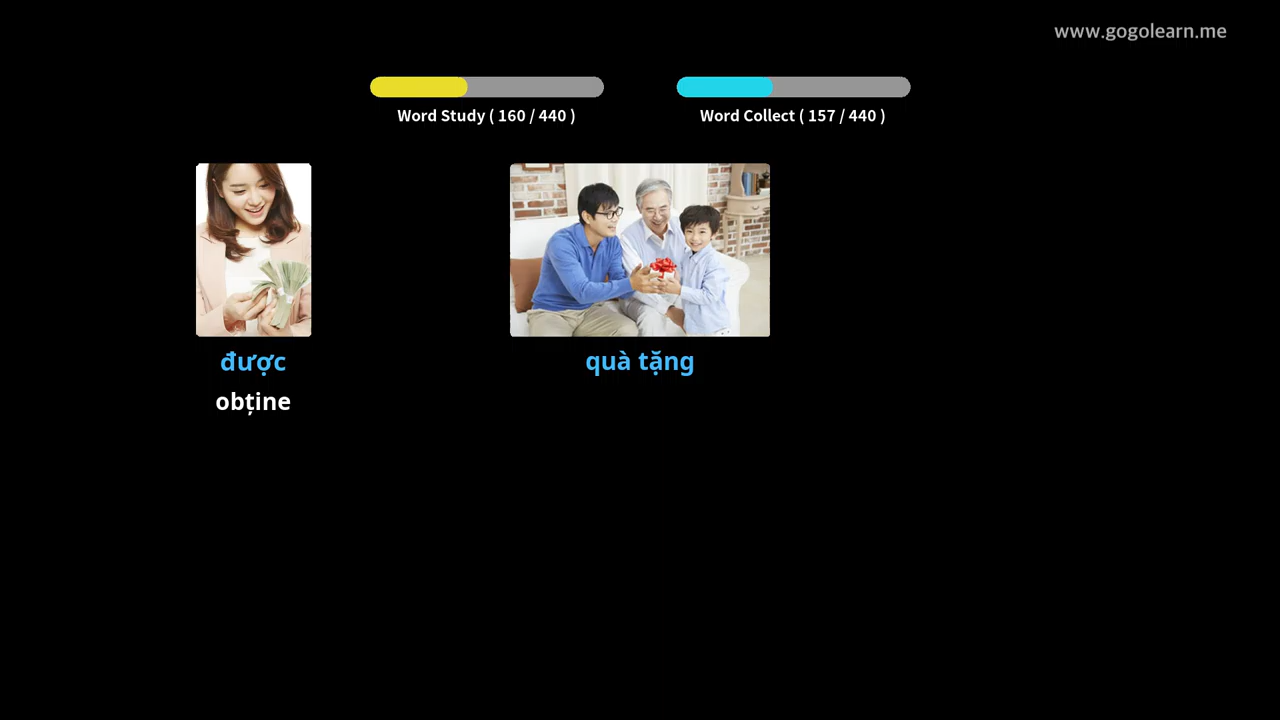 www.gogolearn.me
Word Study ( 160 / 440 )
Word Collect ( 157 / 440 )
được
quà tặng
obține